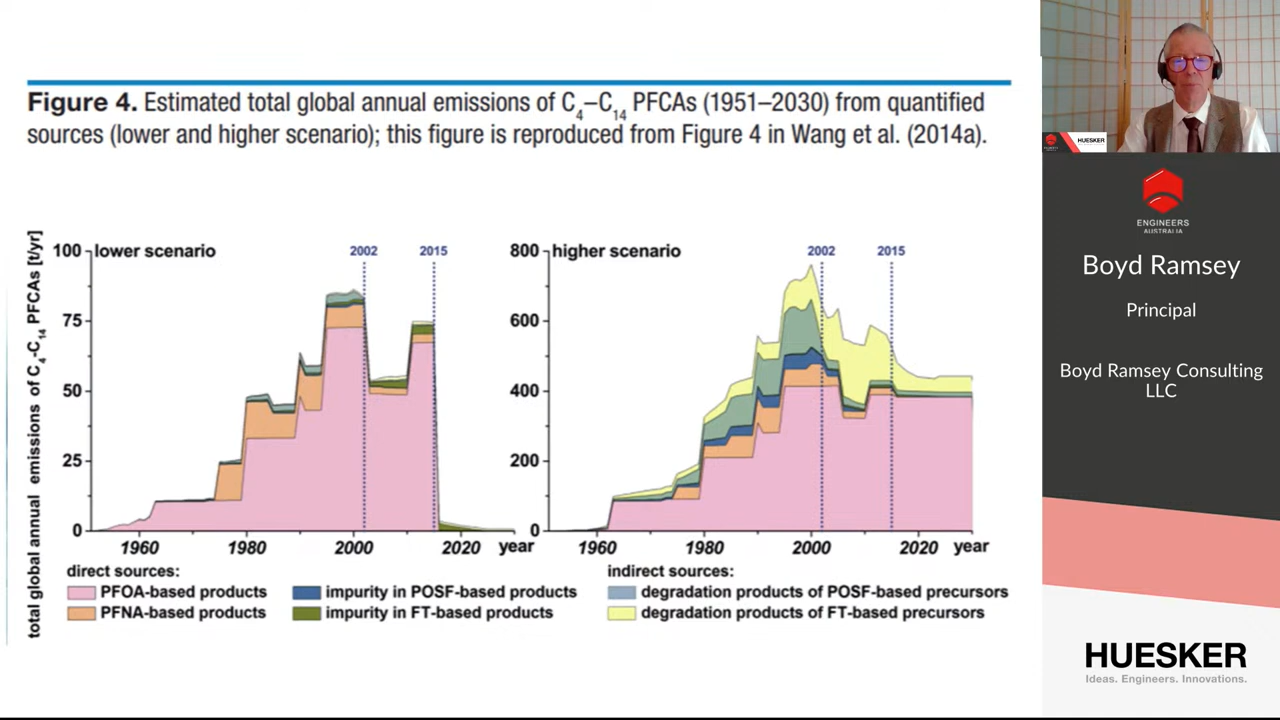 Figure 4. Estimated total global annual emissions of C4–C14 PFCAs (1951–2030) from quantified
sources (lower and higher scenario); this figure is reproduced from Figure 4 in Wang et al. (2014a).
total global annual emissions of C4-C14 PFCAs [t/yr]
lower scenario
2002
2015
100
75
50
25
0
1960
1980
2000
2020
year
higher scenario
2002
2015
800
600
400
200
0
1960
1980
2000
2020
year
direct sources:
PFOA-based products
PFNA-based products
impurity in POSF-based products
impurity in FT-based products
indirect sources:
degradation products of POSF-based precursors
degradation products of FT-based precursors
HUESKER
ENGINEERS
AUSTRALIA
Boyd Ramsey
Principal
Boyd Ramsey Consulting
LLC
HUESKER
Ideas. Engineers. Innovations.